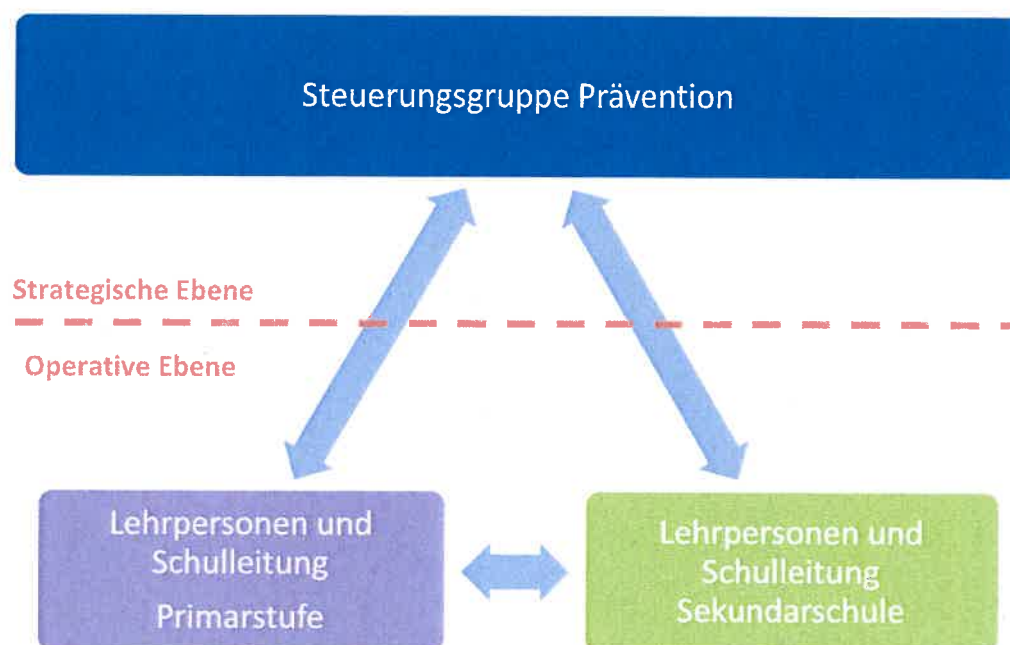 Steuerungsgruppe Prävention
Strategische Ebene
Operative Ebene
Lehrpersonen und
Schulleitung
Primarstufe
Lehrpersonen und
Schulleitung
Sekundarschule